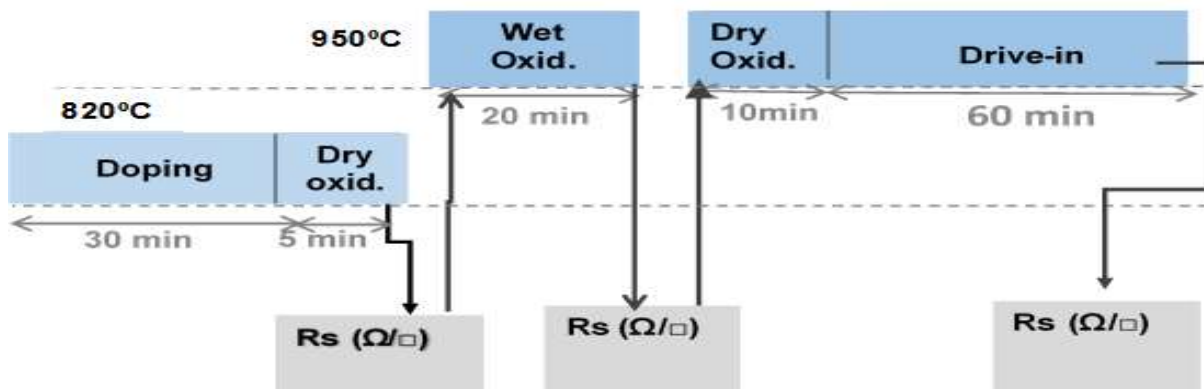 950ºC
Wet
Oxid.
Dry
Oxid.
Drive-in
20 min
10min
60 min
820ºC
Doping
Dry
oxid.
30 min
5 min
Rs (Ω/□)
Rs (Ω/□)
Rs (Ω/□)